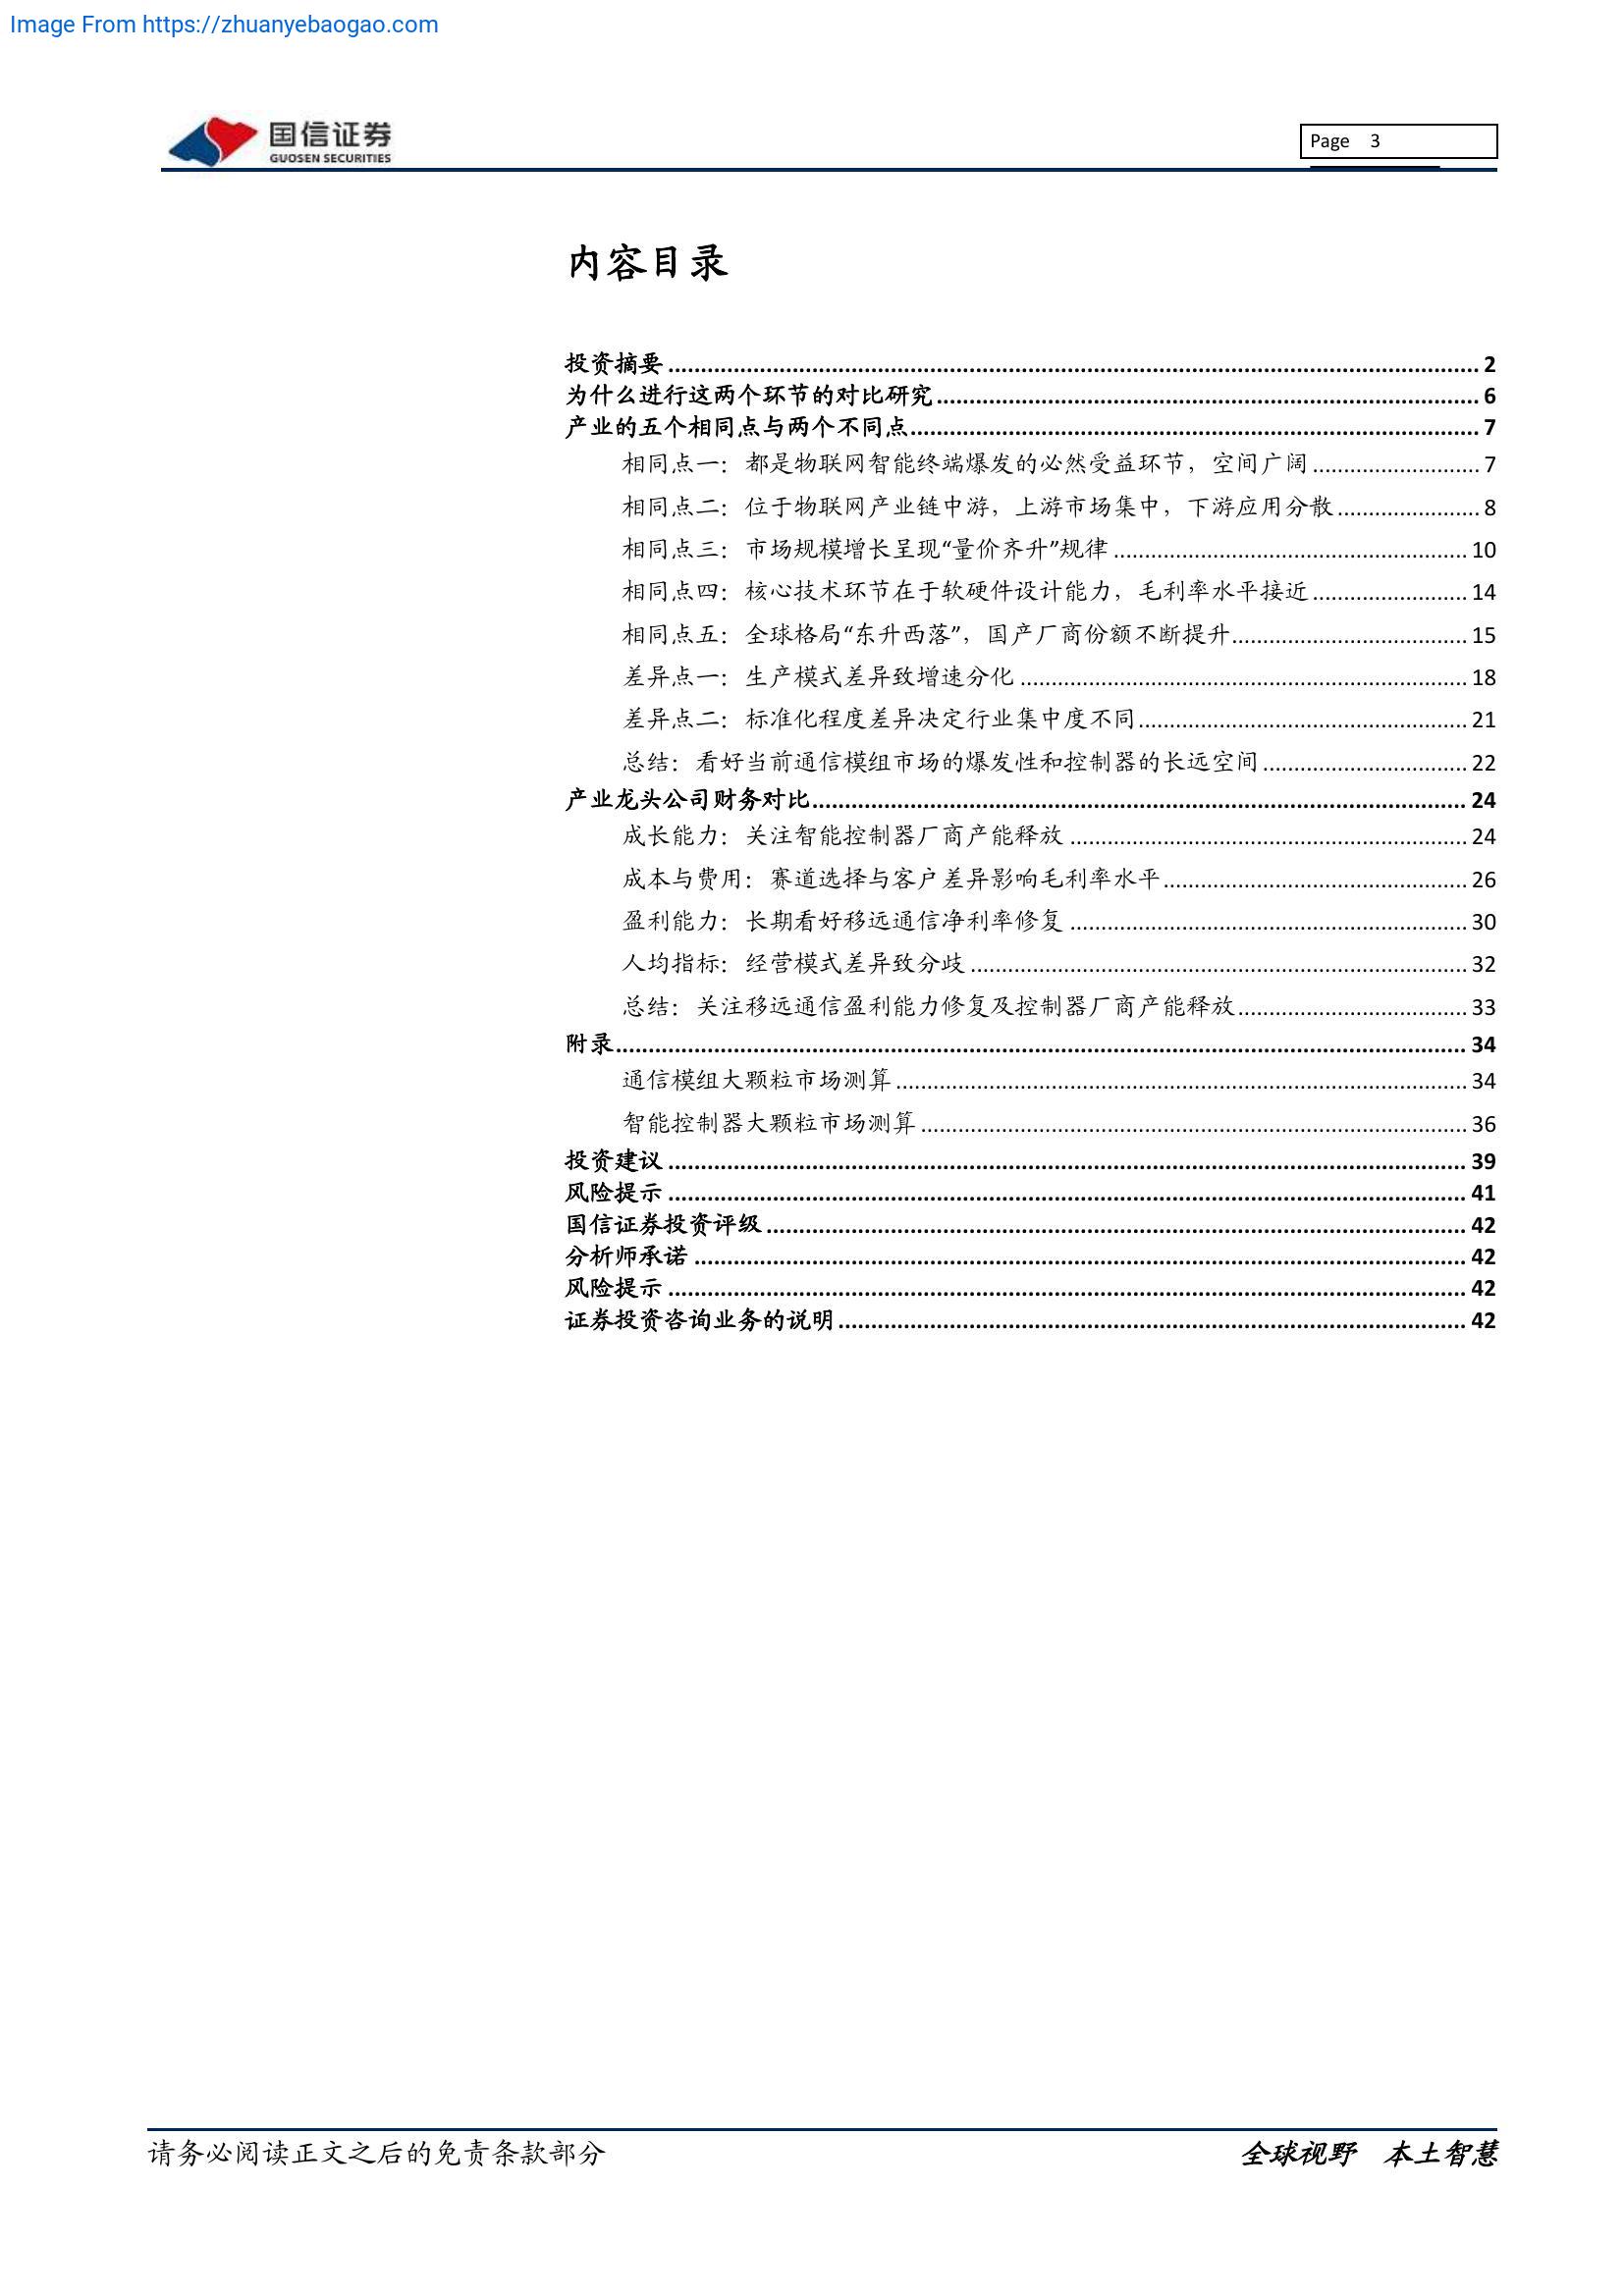 Image From https://zhuanyebaogao.com
国信证券
GUOSEN SECURITIES
Page 3
内容目录
投资摘要 2
为什么进行这两个环节的对比研究 6
产业的五个相同点与两个不同点 7
相同点一：都是物联网智能终端爆发的必然受益环节，空间广阔 7
相同点二：位于物联网产业链中游，上游市场集中，下游应用分散 8
相同点三：市场规模增长呈现“量价齐升”规律 10
相同点四：核心技术环节在于软硬件设计能力，毛利率水平接近 14
相同点五：全球格局“东升西落”，国产厂商份额不断提升 15
差异点一：生产模式差异致增速分化 18
差异点二：标准化程度差异决定行业集中度不同 21
总结：看好当前通信模组市场的爆发性和控制器的长远空间 22
产业龙头公司财务对比 24
成长能力：关注智能控制器厂商产能释放 24
成本与费用：赛道选择与客户差异影响毛利率水平 26
盈利能力：长期看好移远通信净利率修复 30
人均指标：经营模式差异致分歧 32
总结：关注移远通信盈利能力修复及控制器厂商产能释放 33
附录 34
通信模组大颗粒市场测算 34
智能控制器大颗粒市场测算 36
投资建议 39
风险提示 41
国信证券投资评级 42
分析师承诺 42
风险提示 42
证券投资咨询业务的说明 42
请务必阅读正文之后的免责条款部分
全球视野 本土智慧